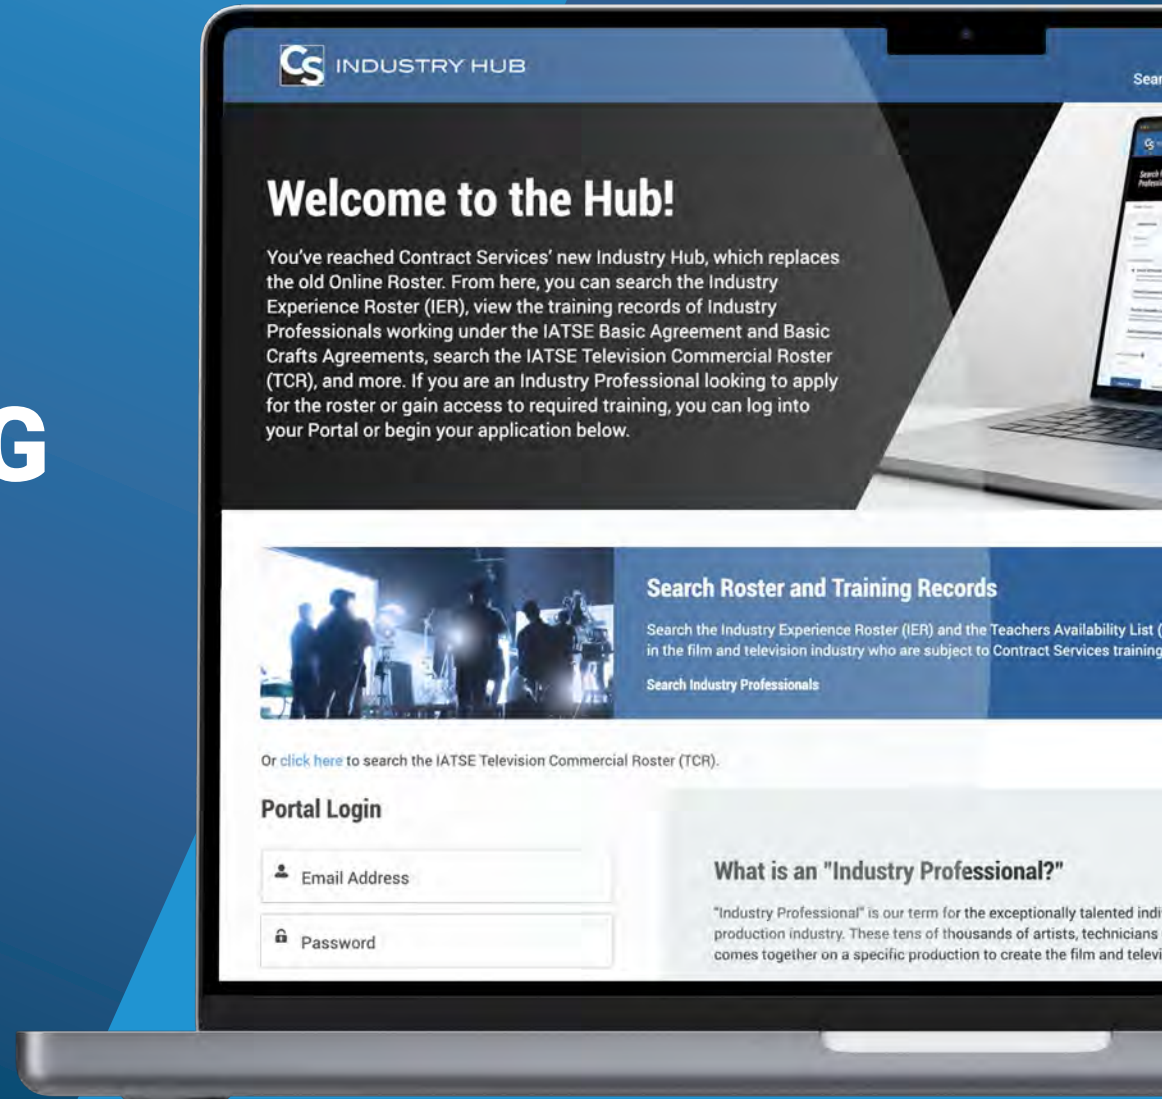 G
CS INDUSTRY HUB
Sear
Welcome to the Hub!
You've reached Contract Services' new Industry Hub, which replaces
the old Online Roster. From here, you can search the Industry
Experience Roster (IER), view the training records of Industry
Professionals working under the IATSE Basic Agreement and Basic
Crafts Agreements, search the IATSE Television Commercial Roster
(TCR), and more. If you are an Industry Professional looking to apply
for the roster or gain access to required training, you can log into
your Portal or begin your application below.
Search Roster and Training Records
Search the Industry Experience Roster (IER) and the Teachers Availability List (
in the film and television industry who are subject to Contract Services training
Search Industry Professionals
Or click here to search the IATSE Television Commercial Roster (TCR).
Portal Login
Email Address
Password
What is an "Industry Professional?"
"Industry Professional" is our term for the exceptionally talented indi
production industry. These tens of thousands of artists, technicians
comes together on a specific production to create the film and televi